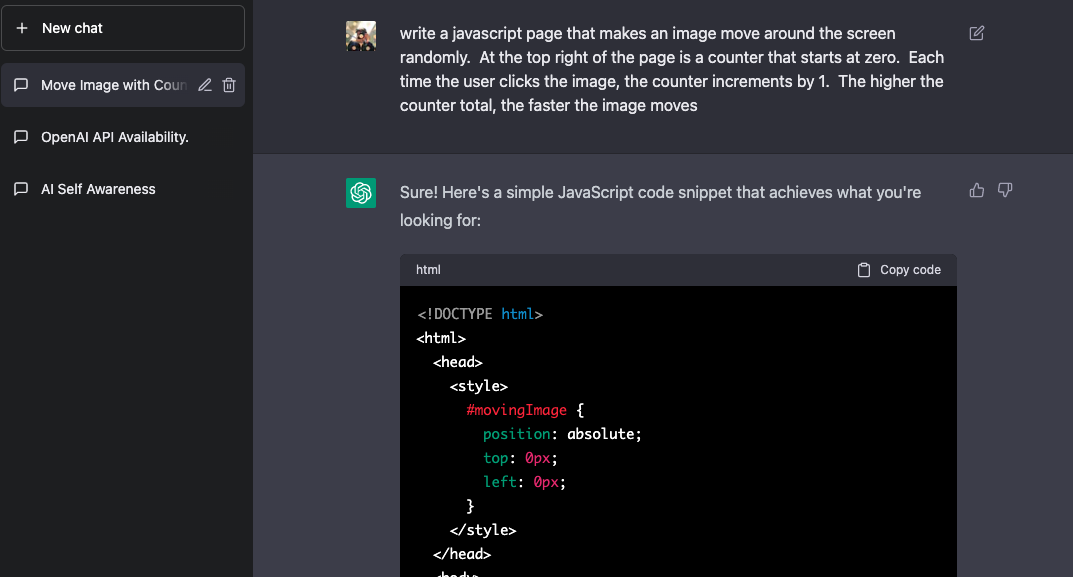 New chat
Move Image with Coun
OpenAI API Availability.
AI Self Awareness
write a javascript page that makes an image move around the screen
randomly.  At the top right of the page is a counter that starts at zero.  Each
time the user clicks the image, the counter increments by 1.  The higher the
counter total, the faster the image moves
Sure! Here's a simple JavaScript code snippet that achieves what you're
looking for:
html
Copy code
<!DOCTYPE html>
<html>
  <head>
    <style>
      #movingImage {
        position: absolute;
        top: 0px;
        left: 0px;
      }
    </style>
  </head>
  <body>